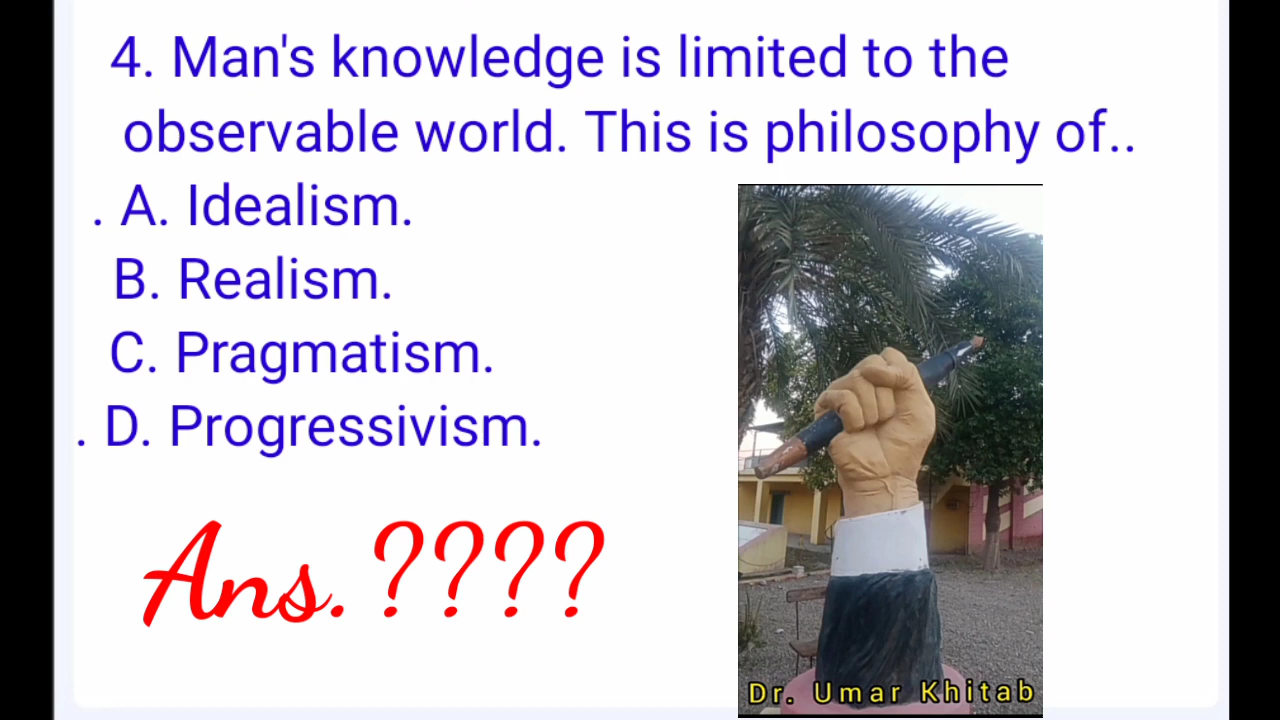 4. Man's knowledge is limited to the
observable world. This is philosophy of..
. A. Idealism.
B. Realism.
C. Pragmatism.
. D. Progressivism.
Ans. ????
Dr. Umar Khitab